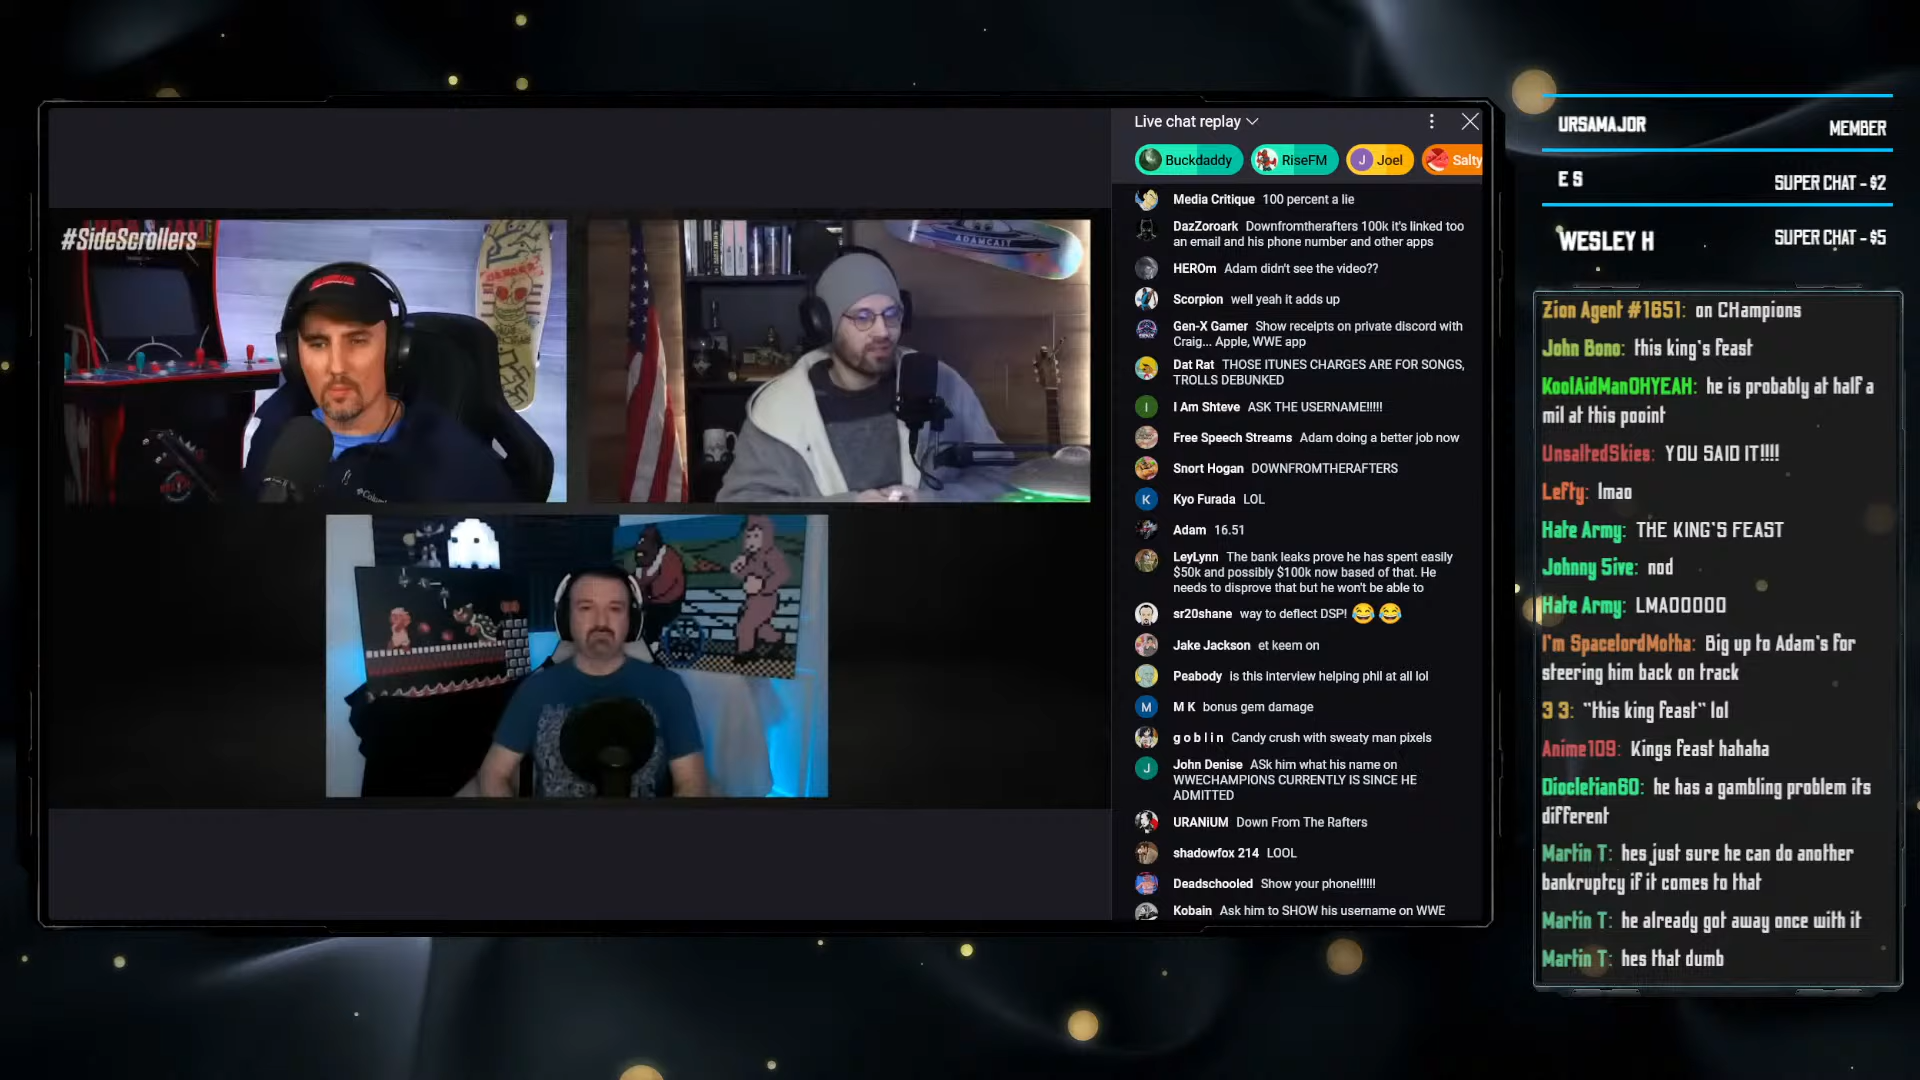 #SideScrollers
ADAMCAIT
Live chat replay
Buckdaddy
RiseFM
J Joel
Salty
Media Critique 100 percent a lie
DazZoroark Downfromtherafters 100k it's linked too
an email and his phone number and other apps
HEROm Adam didn't see the video??
Scorpion well yeah it adds up
Gen-X Gamer Show receipts on private discord with
Craig... Apple, WWE app
Dat Rat THOSE ITUNES CHARGES ARE FOR SONGS,
TROLLS DEBUNKED
I I Am Shteve ASK THE USERNAME!!!!!
Free Speech Streams Adam doing a better job now
Snort Hogan DOWNFROMTHERAFTERS
K Kyo Furada LOL
Adam 16.51
LeyLynn The bank leaks prove he has spent easily
$50k and possibly $100k now based of that. He
needs to disprove that but he won't be able to
sr20shane way to deflect DSP! 😂 😂
Jake Jackson et keem on
Peabody is this interview helping phil at all lol
M M K bonus gem damage
g o b l i n Candy crush with sweaty man pixels
J John Denise ASk him what his name on
WWECHAMPIONS CURRENTLY IS SINCE HE
ADMITTED
URANiUM Down From The Rafters
shadowfox 214 LOOL
Deadschooled Show your phone!!!!!!
Kobain Ask him to SHOW his username on WWE
URSAMAJOR MEMBER
E S SUPER CHAT - $2
WESLEY H SUPER CHAT - $5
Zion Agent #1651: on CHampions
John Bono: this king's feast
KoolAidManOHYEAH: he is probably at half a
mil at this pooint
UnsaltedSkies: YOU SAID IT!!!!
Lefty: lmao
Hate Army: THE KING'S FEAST
Johnny 5ive: nod
Hate Army: LMAOOOOO
I'm SpacelordMotha: Big up to Adam's for
steering him back on track
3 3: "this king feast" lol
Anime109: Kings feast hahaha
Diocletian60: he has a gambling problem its
different
Martin T: hes just sure he can do another
bankruptcy if it comes to that
Martin T: he already got away once with it
Martin T: hes that dumb